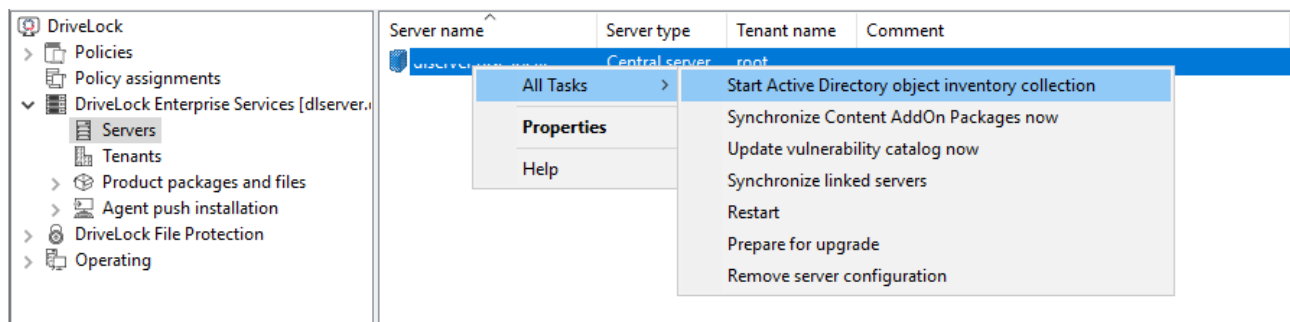 DriveLock
Policies
Policy assignments
DriveLock Enterprise Services [dlserver.
Servers
Tenants
Product packages and files
Agent push installation
DriveLock File Protection
Operating
Server name Server type Tenant name Comment
Central server root
All Tasks
Properties
Help
Start Active Directory object inventory collection
Synchronize Content AddOn Packages now
Update vulnerability catalog now
Synchronize linked servers
Restart
Prepare for upgrade
Remove server configuration